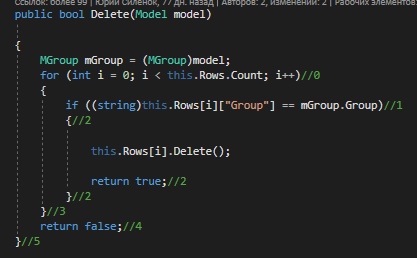 Ссылок: более 99 | Юрий Силенок, 77 дн. назад | Авторов: 2, изменений: 2 | Рабочих элементов:
public bool Delete(Model model)
{
MGroup mGroup = (MGroup)model;
for (int i = 0; i < this.Rows.Count; i++)//0
{
if ((string)this.Rows[i]["Group"] == mGroup.Group)//1
{//2
this.Rows[i].Delete();
return true;//2
}//2
}//3
return false;//4
}//5